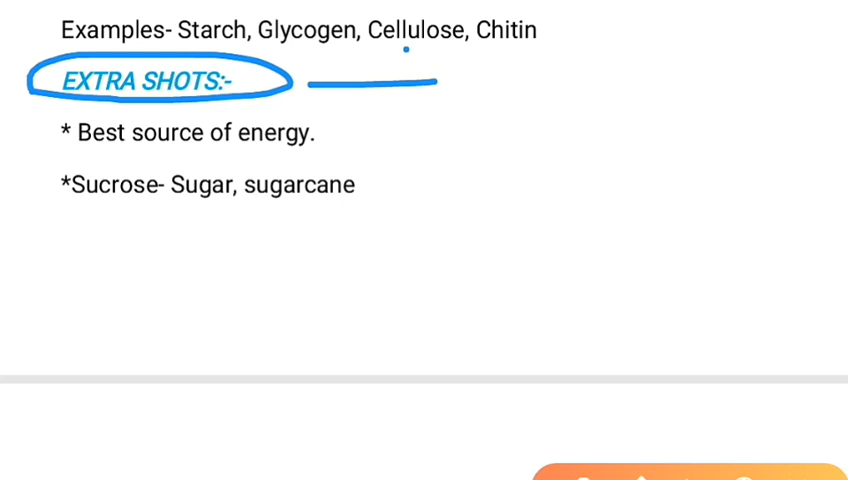 Examples- Starch, Glycogen, Cellulose, Chitin
EXTRA SHOTS:-
* Best source of energy.
*Sucrose- Sugar, sugarcane